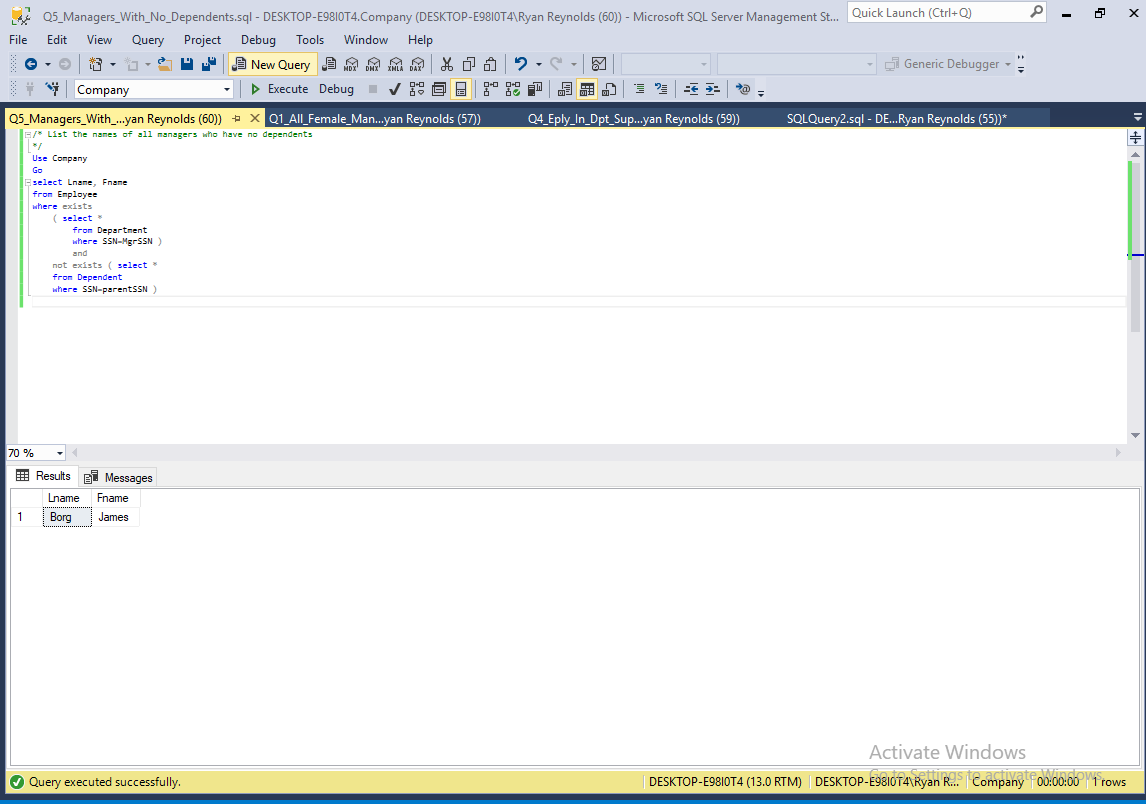 Q5_Managers_With_No_Dependents.sql - DESKTOP-E98I0T4.Company (DESKTOP-E98I0T4\Ryan Reynolds (60)) - Microsoft SQL Server Management St...
Quick Launch (Ctrl+Q)
File Edit View Query Project Debug Tools Window Help
New Query MDX DMX XMLA DAX Generic Debugger
Company Execute Debug
Q5_Managers_With_...yan Reynolds (60)) Q1_All_Female_Man...yan Reynolds (57)) Q4_Eply_In_Dpt_Sup...yan Reynolds (59)) SQLQuery2.sql - DE...Ryan Reynolds (55))*
/* List the names of all managers who have no dependents
*/
Use Company
Go
select Lname, Fname
from Employee
where exists
( select *
from Department
where SSN=MgrSSN )
and
not exists ( select *
from Dependent
where SSN=parentSSN )
70 %
Results Messages
Lname Fname
1 Borg James
Activate Windows
Go to Settings to activate Windows.
Query executed successfully. DESKTOP-E98I0T4 (13.0 RTM) DESKTOP-E98I0T4\Ryan R... Company 00:00:00 1 rows